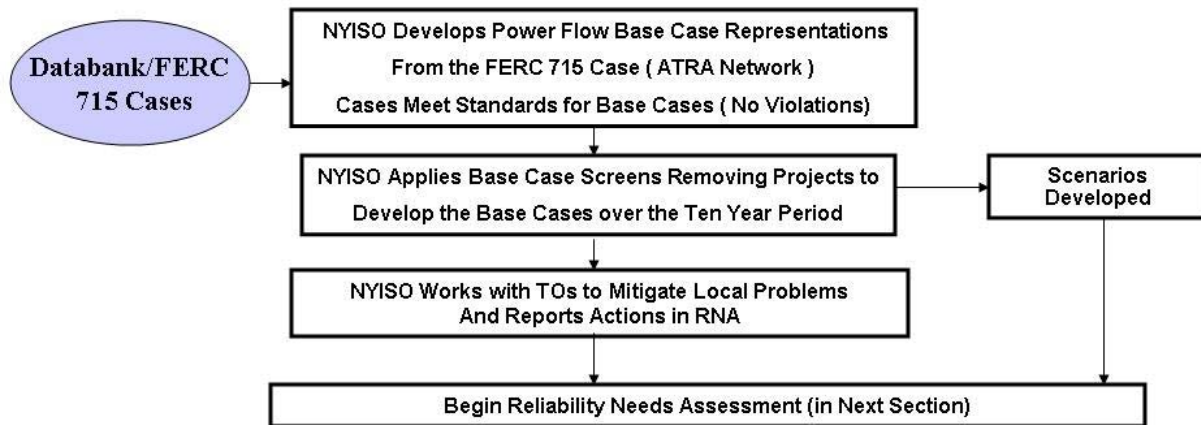 Databank/FERC
715 Cases
NYISO Develops Power Flow Base Case Representations
From the FERC 715 Case ( ATRA Network )
Cases Meet Standards for Base Cases ( No Violations)
NYISO Applies Base Case Screens Removing Projects to
Develop the Base Cases over the Ten Year Period
Scenarios
Developed
NYISO Works with TOs to Mitigate Local Problems
And Reports Actions in RNA
Begin Reliability Needs Assessment (in Next Section)